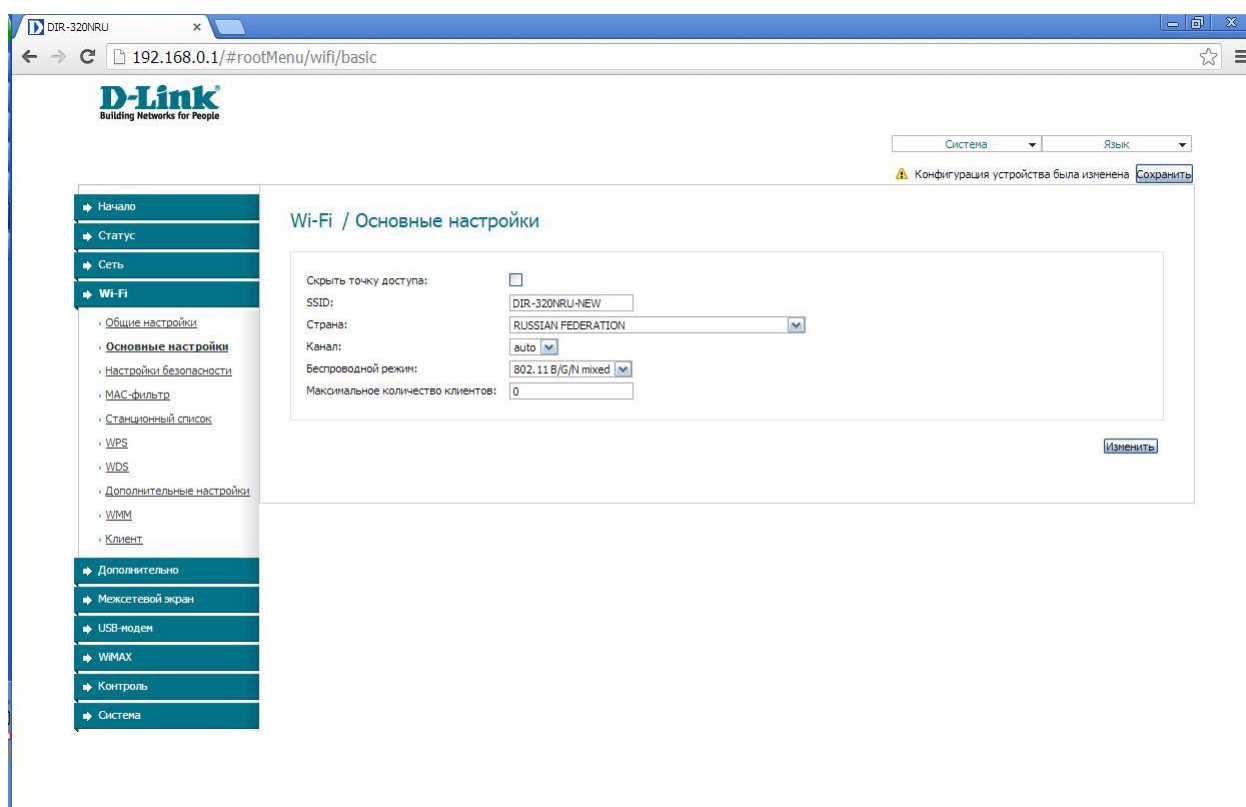 DIR-320NRU
192.168.0.1/#rootMenu/wifi/basic
D-Link
Building Networks for People
Система Язык
Конфигурация устройства была изменена Сохранить
Начало
Статус
Сеть
Wi-Fi
Общие настройки
Основные настройки
Настройки безопасности
MAC-фильтр
Станционный список
WPS
WDS
Дополнительные настройки
WMM
Клиент
Дополнительно
Межсетевой экран
USB-модем
WiMAX
Контроль
Система
Wi-Fi / Основные настройки
Скрыть точку доступа:
SSID: DIR-320NRU-NEW
Страна: RUSSIAN FEDERATION
Канал: auto
Беспроводной режим: 802.11 B/G/N mixed
Максимальное количество клиентов: 0
Изменить